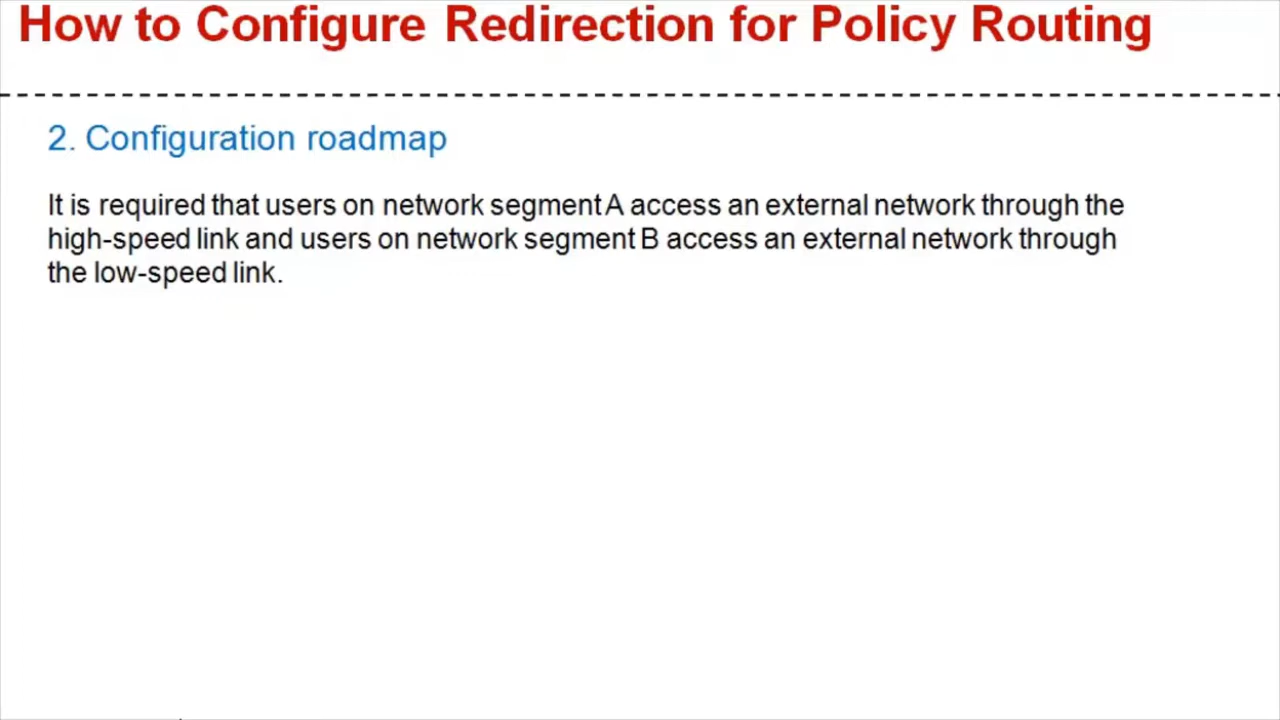 How to Configure Redirection for Policy Routing
2. Configuration roadmap
It is required that users on network segment A access an external network through the
high-speed link and users on network segment B access an external network through
the low-speed link.